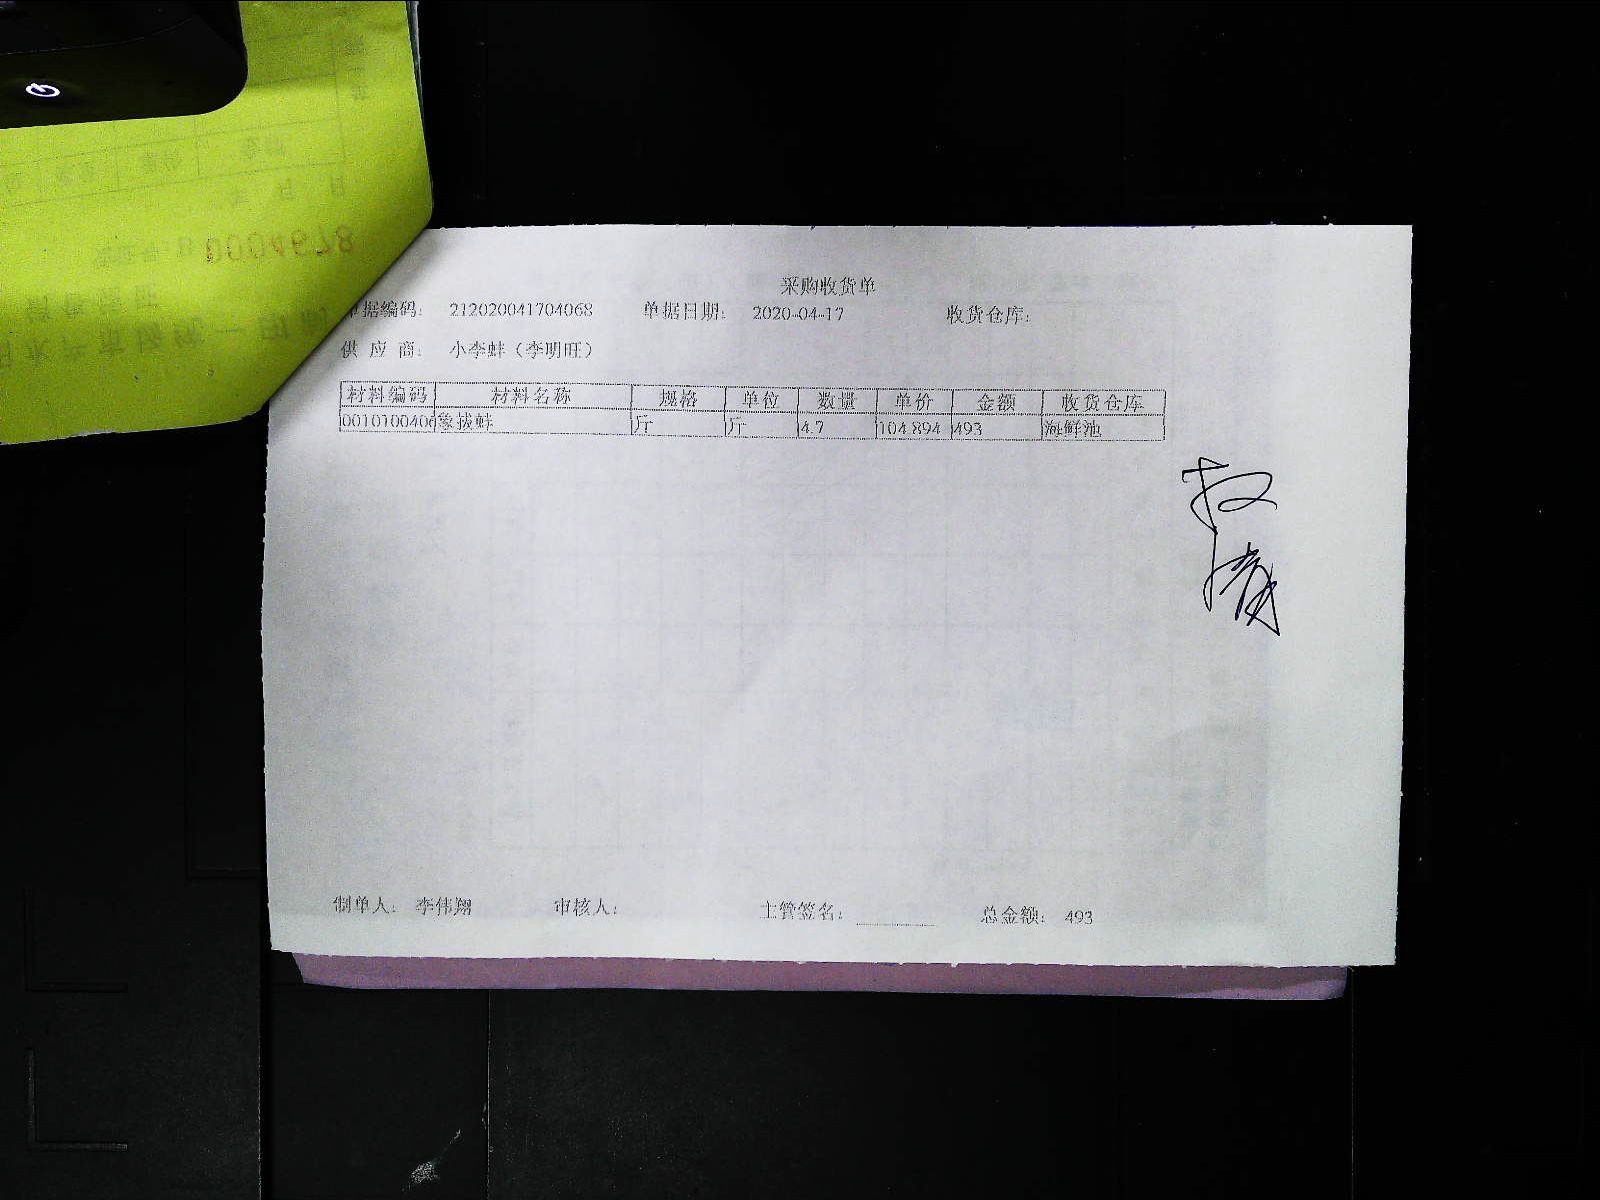 采购收货单
单据编码: 212020041704068 单据日期: 2020-04-17 收货仓库:
供 应 商: 小李蚌（李明旺）
材料编码 材料名称 规格 单位 数量 单价 金额 收货仓库
0010100406 象拔蚌 斤 斤 4.7 104.894 493 海鲜池
制单人: 李伟翔 审核人: 主管签名: 总金额: 493
0004678